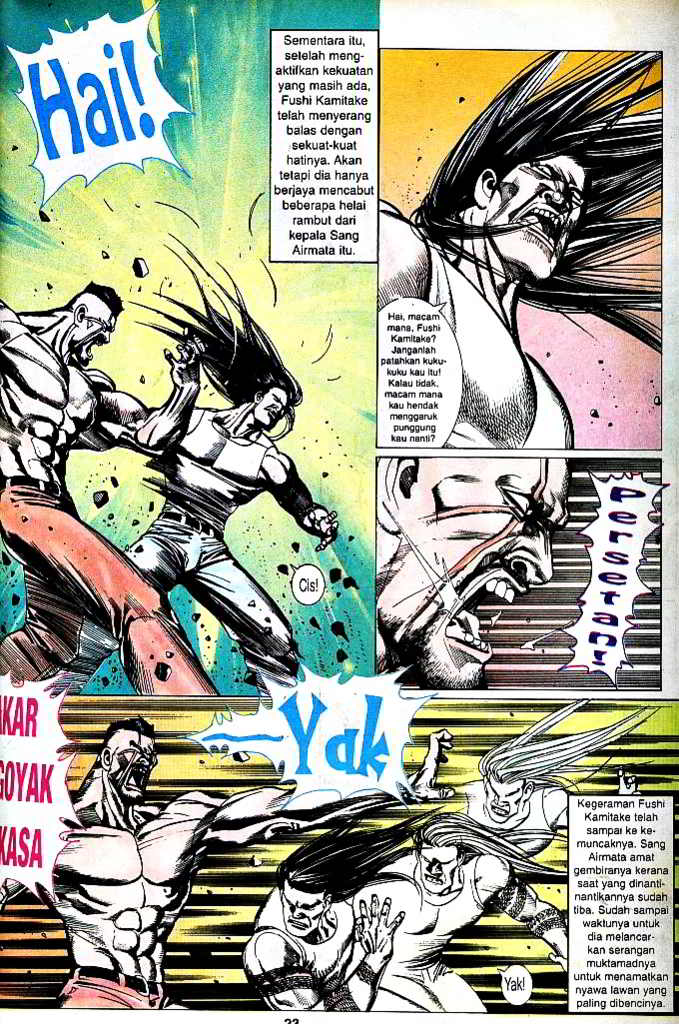 Hai!
Sementara itu,
setelah meng-
aktifkan kekuatan
yang masih ada,
Fushi Kamitake
telah menyerang
balas dengan
sekuat-kuat
hatinya. Akan
tetapi dia hanya
berjaya mencabut
beberapa helai
rambut dari
kepala Sang
Airmata itu.
Hai, macam
mana, Fushi
Kamitake?
Janganlah
patahkan kuku-
kuku kau itu!
Kalau tidak,
macam mana
kau hendak
menggaruk
punggung
kau nanti?
Cis!
Persetan!
KAR
GOYAK
KASA
Yak
Kegeraman Fushi
Kamitake telah
sampai ke ke-
muncaknya. Sang
Airmata amat
gembiranya kerana
saat yang dinanti-
nantikannya sudah
tiba. Sudah sampai
waktunya untuk
dia melancar-
kan serangan
muktamadnya
untuk menamatkan
nyawa lawan yang
paling dibencinya.
Yak!
23